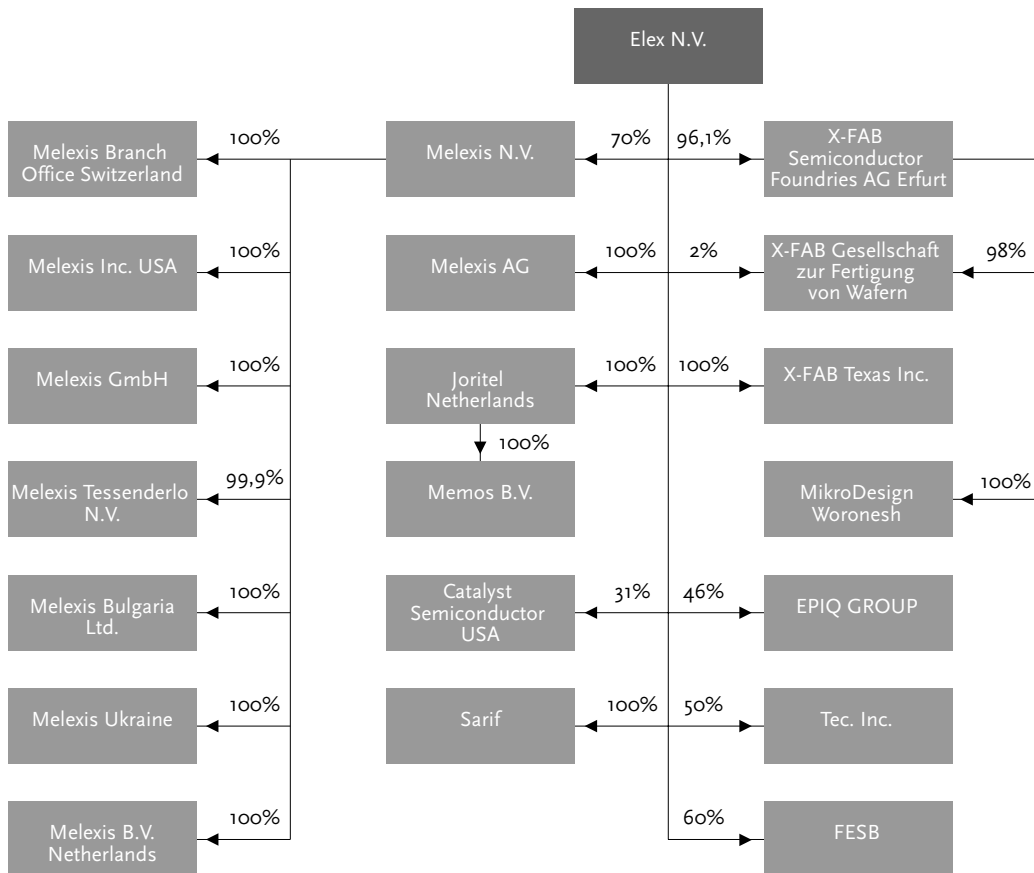 Elex N.V.
100%
70%
96,1%
Melexis Branch
Office Switzerland
Melexis N.V.
X-FAB
Semiconductor
Foundries AG Erfurt
100%
100%
2%
98%
Melexis Inc. USA
Melexis AG
X-FAB Gesellschaft
zur Fertigung
von Wafern
100%
100%
100%
Melexis GmbH
Joritel
Netherlands
X-FAB Texas Inc.
100%
99,9%
100%
Melexis Tessenderlo
N.V.
Memos B.V.
MikroDesign
Woronesh
100%
31%
46%
Melexis Bulgaria
Ltd.
Catalyst
Semiconductor
USA
EPIQ GROUP
100%
100%
50%
Melexis Ukraine
Sarif
Tec. Inc.
100%
60%
Melexis B.V.
Netherlands
FESB